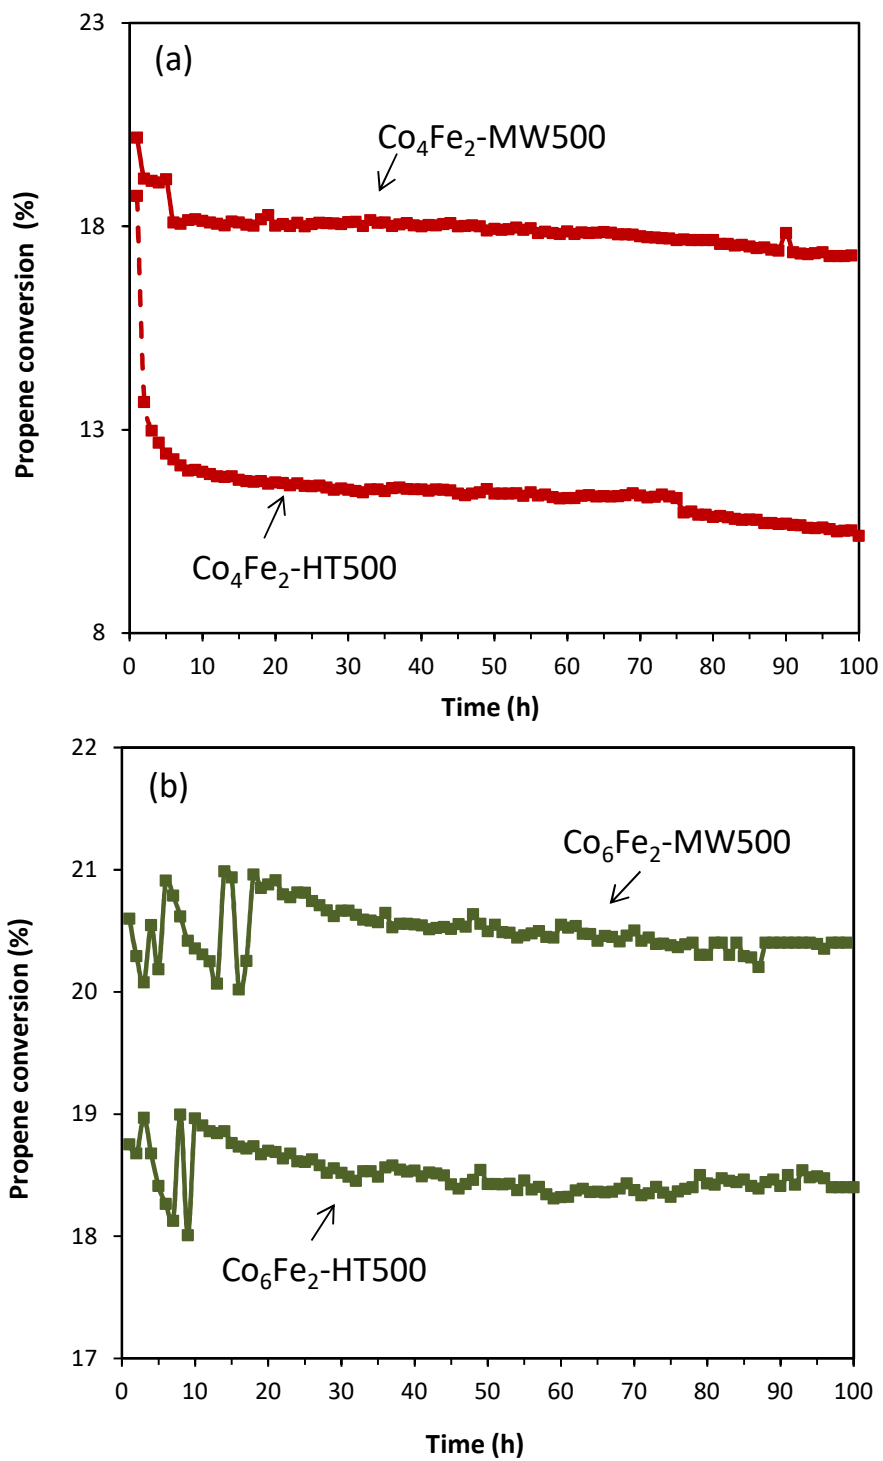 (a)
23
18
13
8
Propene conversion (%)
Co₄Fe₂-MW500
Co₄Fe₂-HT500
0 10 20 30 40 50 60 70 80 90 100
Time (h)
(b)
22
21
20
19
18
17
Propene conversion (%)
Co₆Fe₂-MW500
Co₆Fe₂-HT500
0 10 20 30 40 50 60 70 80 90 100
Time (h)